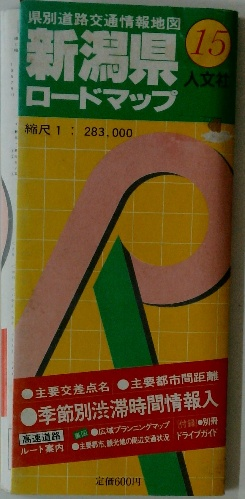 県別道路交通情報地図
15
新潟県
人文社
ロードマップ
縮尺 1 : 283,000
●主要交差点名 ●主要都市間距離
●季節別渋滞時間情報入
高速道路
ルート案内
裏面 ●広域プランニングマップ
●主要都市、観光地の周辺交通状況
付録 ●別冊
ドライブガイド
定価600円